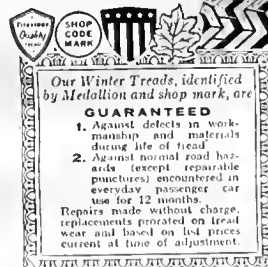 Firestone
Quality
TREAD
SHOP
CODE
MARK
Our Winter Treads, identified
by Medallion and shop mark, are
GUARANTEED
1. Against defects in work-
manship and materials
during life of tread
2. Against normal road haz-
ards (except repairable
punctures) encountered in
everyday passenger car
use for 12 months.
Repairs made without charge,
replacements prorated on tread
wear and based on list prices
current at time of adjustment.